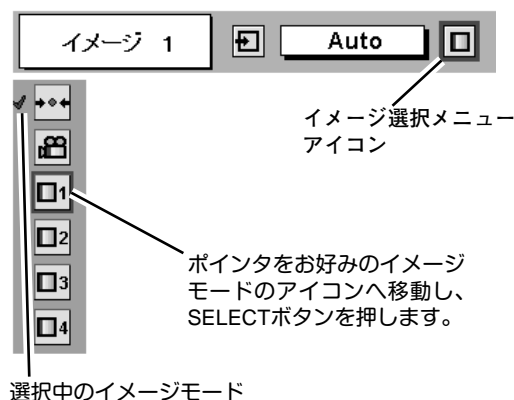 イメージ 1
Auto
イメージ選択メニュー
アイコン
1
2
3
4
ポインタをお好みのイメージ
モードのアイコンへ移動し、
SELECTボタンを押します。
選択中のイメージモード